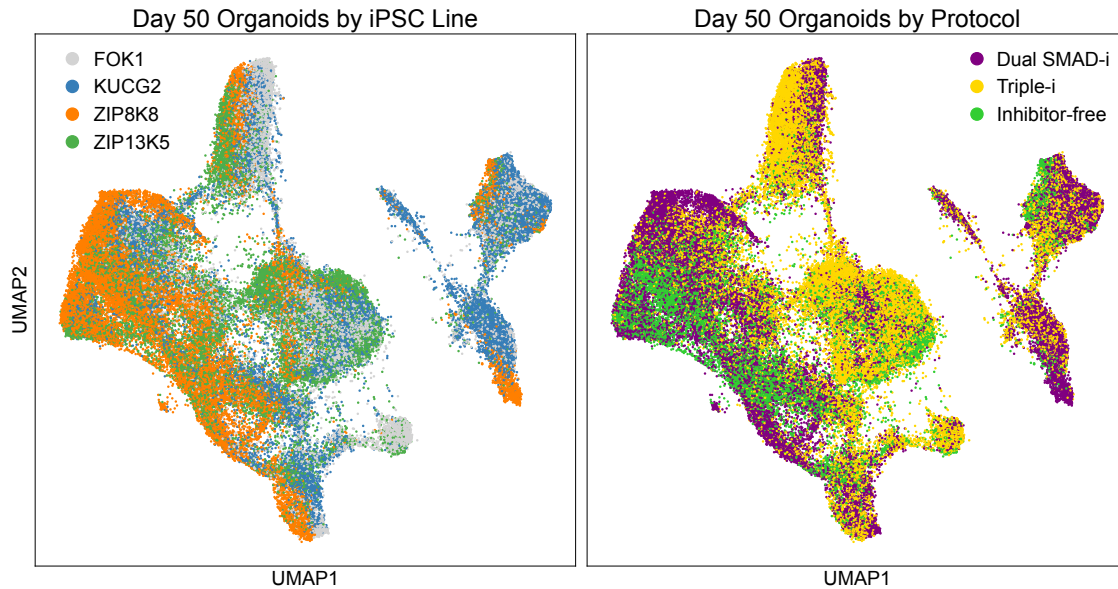 Day 50 Organoids by iPSC Line
FOK1
KUCG2
ZIP8K8
ZIP13K5
UMAP2
UMAP1
Day 50 Organoids by Protocol
Dual SMAD-i
Triple-i
Inhibitor-free
UMAP1